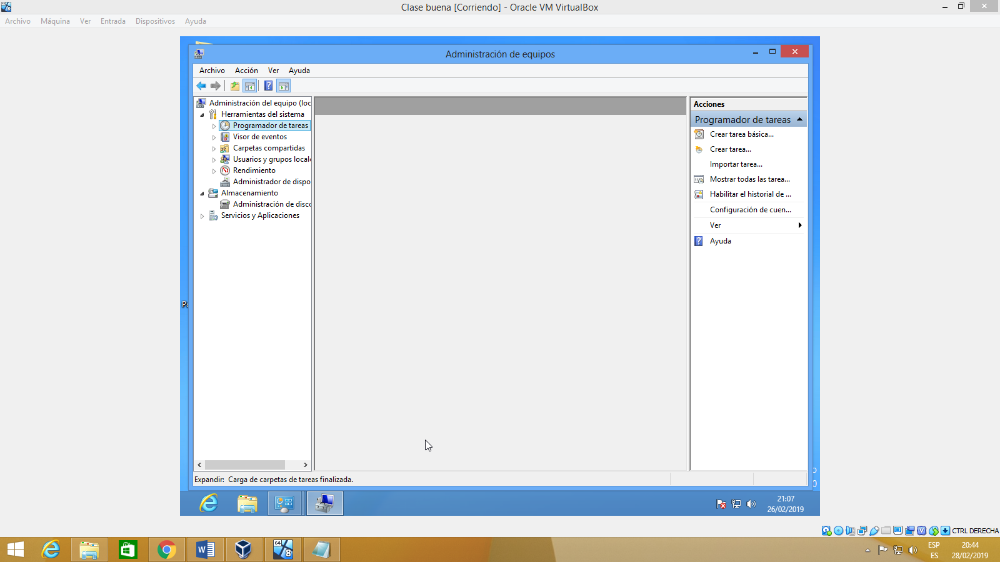 Clase buena [Corriendo] - Oracle VM VirtualBox
Archivo Máquina Ver Entrada Dispositivos Ayuda
Administración de equipos
Archivo Acción Ver Ayuda
Administración del equipo (loc
Herramientas del sistema
Programador de tareas
Visor de eventos
Carpetas compartidas
Usuarios y grupos locale
Rendimiento
Administrador de dispo
Almacenamiento
Administración de disco
Servicios y Aplicaciones
Acciones
Programador de tareas
Crear tarea básica...
Crear tarea...
Importar tarea...
Mostrar todas las tarea...
Habilitar el historial de ...
Configuración de cuen...
Ver
Ayuda
Expandir: Carga de carpetas de tareas finalizada.
21:07
26/02/2019
CTRL DERECHA
ESP
ES
20:44
28/02/2019